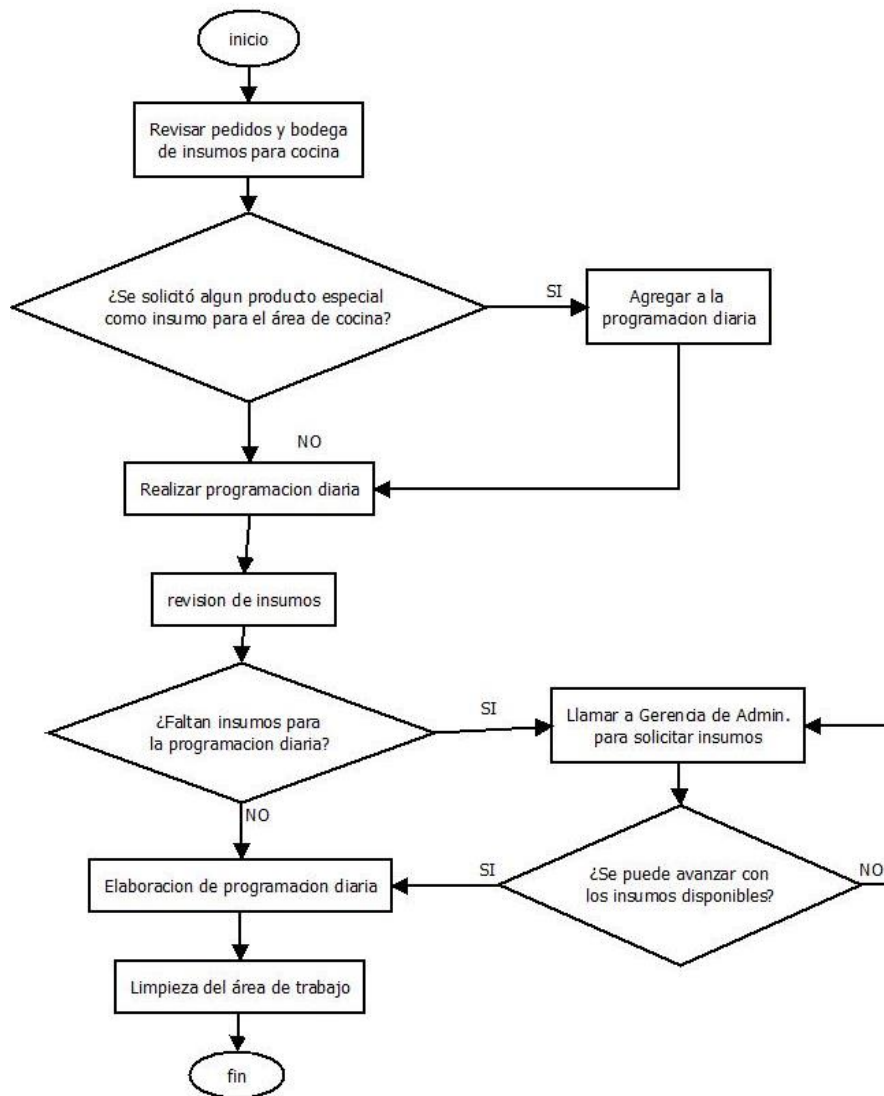 inicio
Revisar pedidos y bodega
de insumos para cocina
¿Se solicitó algun producto especial
como insumo para el área de cocina?
SI
Agregar a la
programacion diaria
NO
Realizar programacion diaria
revision de insumos
¿Faltan insumos para
la programacion diaria?
SI
Llamar a Gerencia de Admin.
para solicitar insumos
NO
¿Se puede avanzar con
los insumos disponibles?
SI
NO
Elaboracion de programacion diaria
Limpieza del área de trabajo
fin